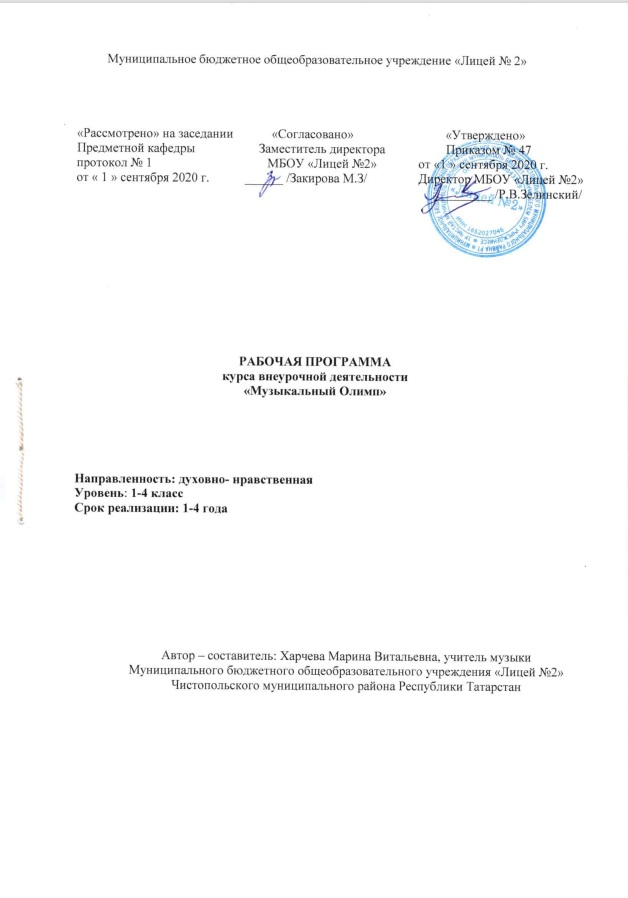 Муниципальное бюджетное общеобразовательное учреждение «Лицей № 2»
«Рассмотрено» на заседании
Предметной кафедры
протокол № 1
от « 1 » сентября 2020 г.
«Согласовано»
Заместитель директора
МБОУ «Лицей №2»
/Закирова М.З/
«Утверждено»
Приказом № 47
от «1 » сентября 2020 г.
Директор МБОУ «Лицей №2»
/Р.В.Зелинский/
РАБОЧАЯ ПРОГРАММА
курса внеурочной деятельности
«Музыкальный Олимп»
Направленность: духовно- нравственная
Уровень: 1-4 класс
Срок реализации: 1-4 года
Автор – составитель: Харчева Марина Витальевна, учитель музыки
Муниципального бюджетного общеобразовательного учреждения «Лицей №2»
Чистопольского муниципального района Республики Татарстан